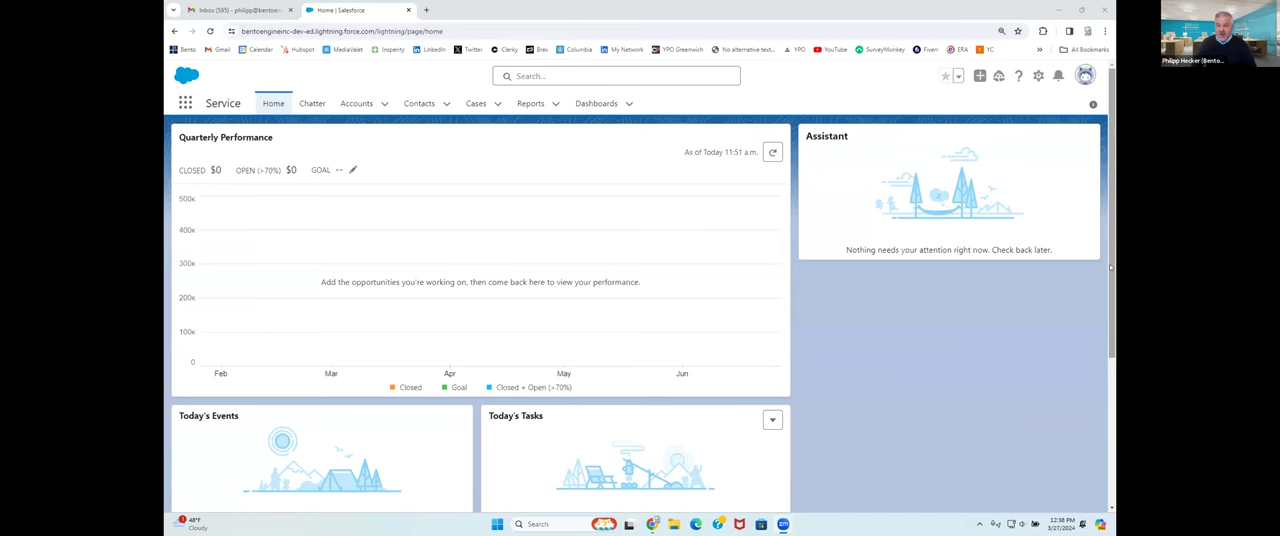 Inbox (595) - philipp@bentoen
Home | Salesforce
bentoengineinc-dev-ed.lightning.force.com/lightning/page/home
Bento Gmail Calendar Hubspot MediaValet Insperity LinkedIn Twitter Clerky Brex Columbia My Network YPO Greenwich No alternative text... YPO YouTube SurveyMonkey Fiverr ERA YC All Bookmarks
Philipp Hecker (Bento...
Search...
Service Home Chatter Accounts Contacts Cases Reports Dashboards
Quarterly Performance
As of Today 11:51 a.m.
CLOSED $0 OPEN (>70%) $0 GOAL --
500K
400K
300K
200K
100K
0
Add the opportunities you're working on, then come back here to view your performance.
Feb Mar Apr May Jun
Closed Goal Closed + Open (>70%)
Assistant
Nothing needs your attention right now. Check back later.
Today's Events
Today's Tasks
48°F
Cloudy
Search
zm
12:38 PM
3/27/2024